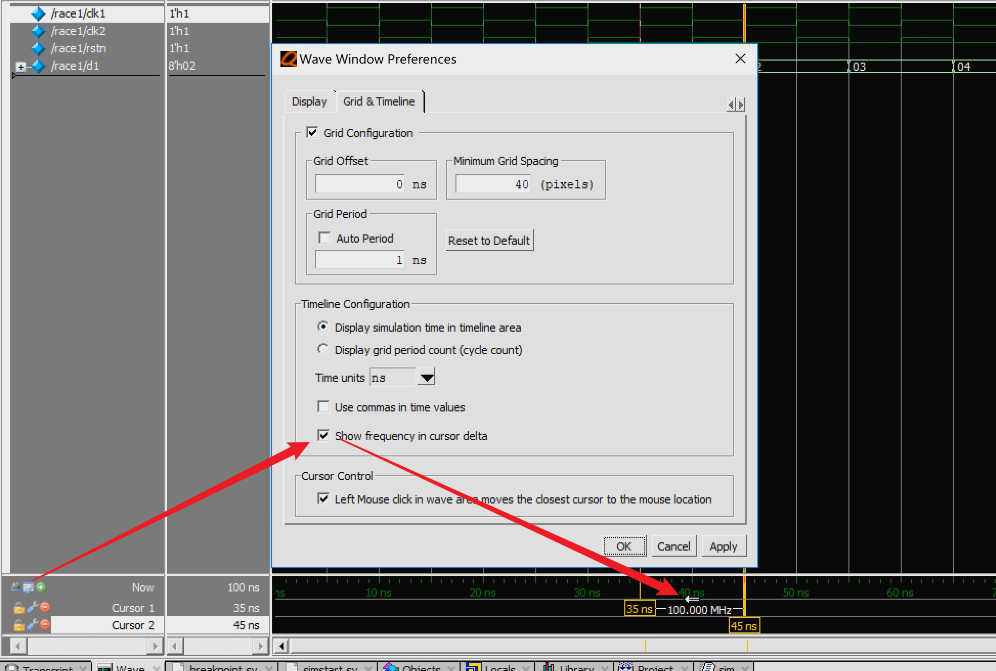 /race1/clk1 1'h1
/race1/clk2 1'h1
/race1/rstn 1'h1
/race1/d1 8'h02
2 03 04
Wave Window Preferences
Display Grid & Timeline
Grid Configuration
Grid Offset
0 ns
Minimum Grid Spacing
40 (pixels)
Grid Period
Auto Period
1 ns
Reset to Default
Timeline Configuration
Display simulation time in timeline area
Display grid period count (cycle count)
Time units ns
Use commas in time values
Show frequency in cursor delta
Cursor Control
Left Mouse click in wave area moves the closest cursor to the mouse location
OK Cancel Apply
Now 100 ns
ns 10 ns 20 ns 30 ns 40 ns 50 ns 60 ns
Cursor 1 35 ns
35 ns 100.000 MHz
Cursor 2 45 ns
45 ns
Transcript Wave breakpoint.sv simstart.sv Objects Locals Library Project sim